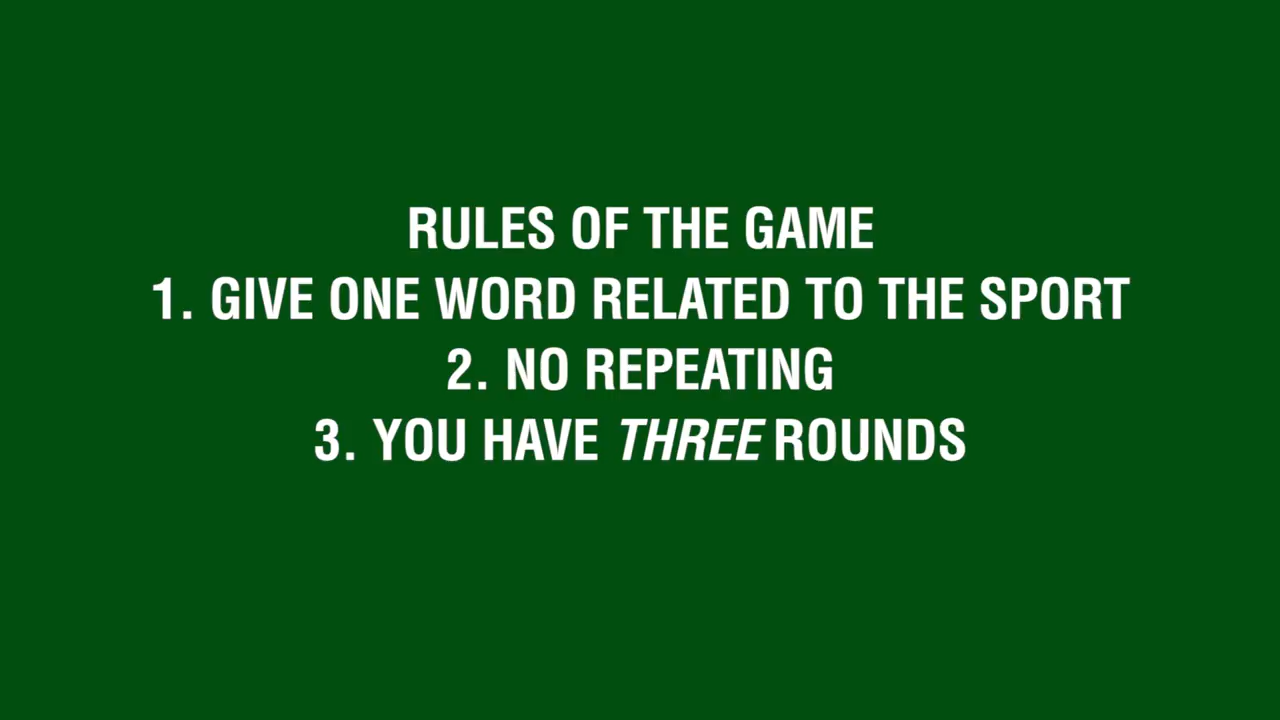 RULES OF THE GAME
1. GIVE ONE WORD RELATED TO THE SPORT
2. NO REPEATING
3. YOU HAVE THREE ROUNDS